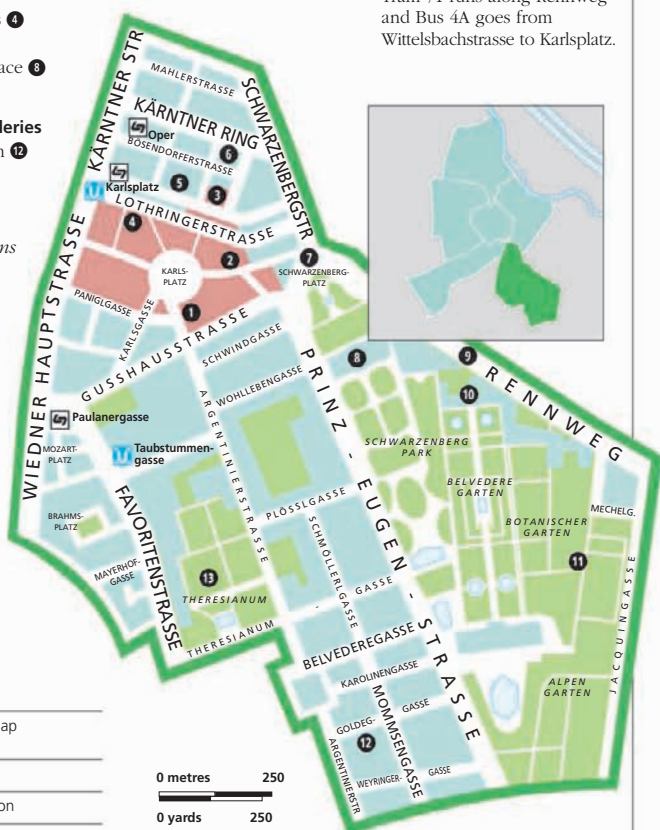 s 4
ace 8
leries
n 12
ns
Tram 71 runs along Rennweg
and Bus 4A goes from
Wittelsbachstrasse to Karlsplatz.
KÄRNTNER STR
MAHLERSTRASSE
SCHWARZENBERGSTR
KÄRNTNER RING
Oper
6
BÖSENDORFERSTRASSE
5
3
Karlsplatz
LOTHRINGERSTRASSE
4
2
7
KARLS-
PLATZ
SCHWARZENBERG-
PLATZ
PANIGLGASSE
KARLSGASSE
1
GUSSHAUSSTRASSE
SCHWINDGASSE
WOHLLEBENGASSE
WIEDNER HAUPTSTRASSE
PRINZ-EUGEN-STRASSE
8
9
10
RENNWEG
ARGENTINIERSTRASSE
Paulanergasse
MOZART-
PLATZ
Taubstummen-
gasse
SCHWARZENBERG
PARK
BELVEDERE
GARTEN
BOTANISCHER
GARTEN
MECHELG.
BRAHMS-
PLATZ
FAVORITENSTRASSE
PLÖSSLGASSE
SCHMÖLLERLGASSE
MAYERHOF-
GASSE
13
THERESIANUM
11
JACQUINGASSE
THERESIANUM
GASSE
BELVEDEREGASSE
KAROLINENGASSE
ALPEN
GARTEN
MOMMSENGASSE
GOLDEG-
GASSE
12
ARGENTINIERSTR
WEYRINGER-
GASSE
ap
on
0 metres 250
0 yards 250